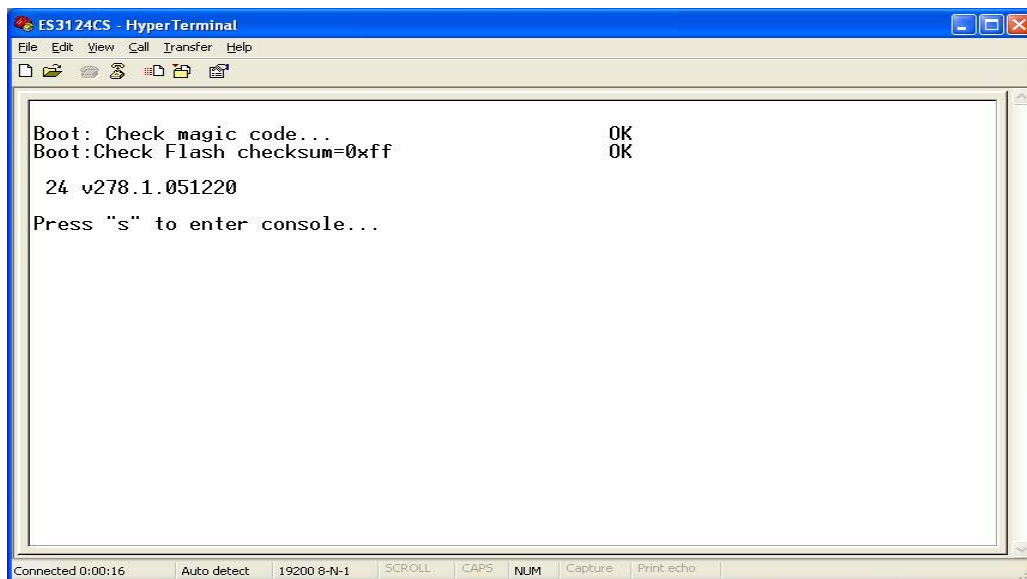 ES3124CS - HyperTerminal
File Edit View Call Transfer Help
Boot: Check magic code... OK
Boot:Check Flash checksum=0xff OK
24 v278.1.051220
Press "s" to enter console...
Connected 0:00:16 Auto detect 19200 8-N-1 SCROLL CAPS NUM Capture Print echo